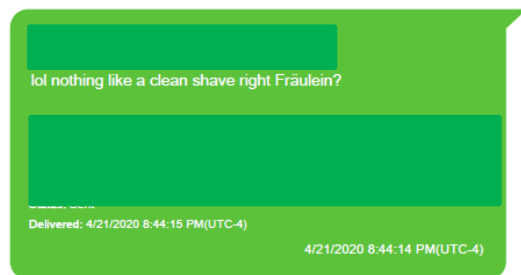 lol nothing like a clean shave right Fräulein?
Delivered: 4/21/2020 8:44:15 PM(UTC-4)
4/21/2020 8:44:14 PM(UTC-4)